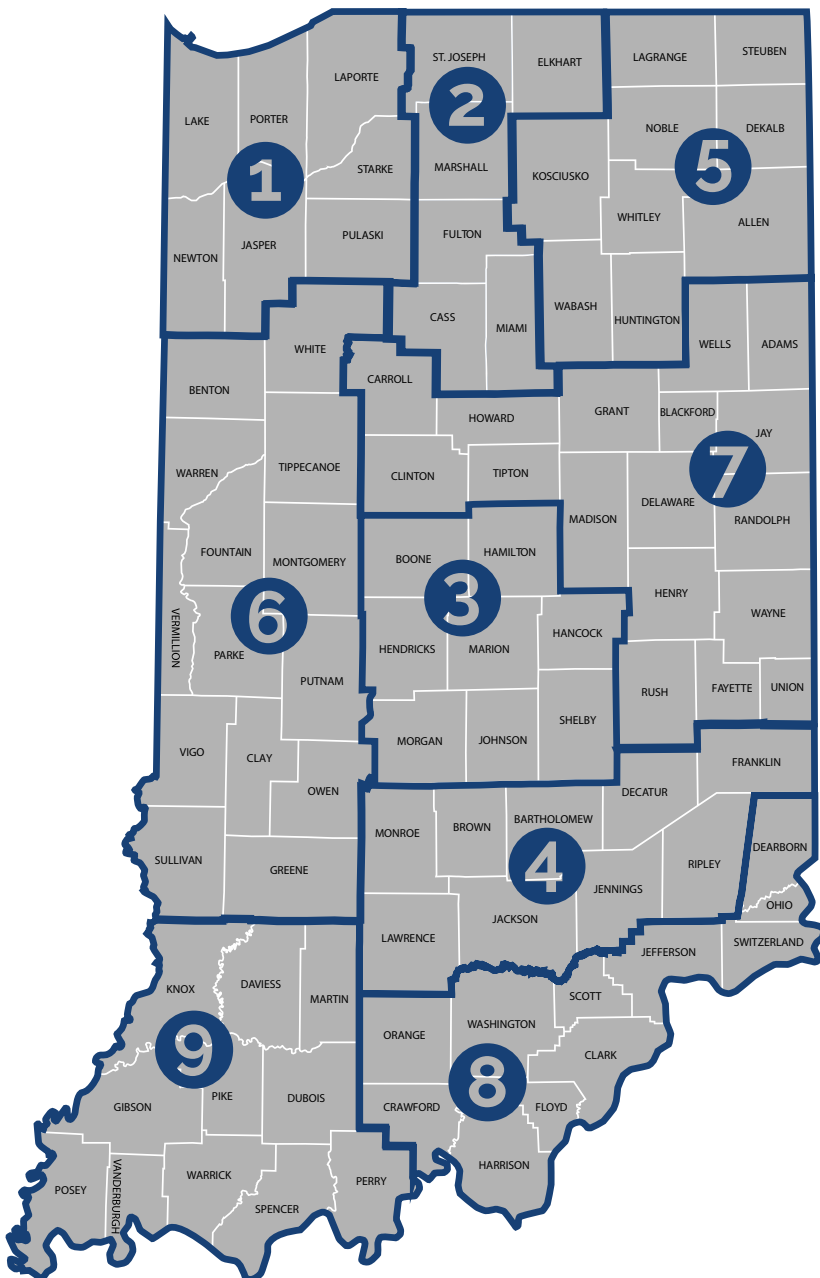 ST. JOSEPH
ELKHART
LAGRANGE
STEUBEN
LAPORTE
2
LAKE
PORTER
NOBLE
DEKALB
1
STARKE
MARSHALL
KOSCIUSKO
5
WHITLEY
ALLEN
NEWTON
JASPER
PULASKI
FULTON
WABASH
HUNTINGTON
CASS
MIAMI
WELLS
ADAMS
WHITE
BENTON
CARROLL
HOWARD
GRANT
BLACKFORD
JAY
WARREN
TIPPECANOE
CLINTON
TIPTON
7
MADISON
DELAWARE
RANDOLPH
FOUNTAIN
MONTGOMERY
BOONE
HAMILTON
3
HENRY
WAYNE
VERMILLION
6
PARKE
PUTNAM
HENDRICKS
MARION
HANCOCK
RUSH
FAYETTE
UNION
VIGO
CLAY
OWEN
MORGAN
JOHNSON
SHELBY
FRANKLIN
DECATUR
SULLIVAN
GREENE
MONROE
BROWN
BARTHOLOMEW
4
JENNINGS
RIPLEY
DEARBORN
OHIO
LAWRENCE
JACKSON
JEFFERSON
SWITZERLAND
KNOX
DAVIESS
MARTIN
ORANGE
WASHINGTON
SCOTT
CLARK
9
8
GIBSON
PIKE
DUBOIS
CRAWFORD
FLOYD
HARRISON
POSEY
VANDERBURGH
WARRICK
SPENCER
PERRY